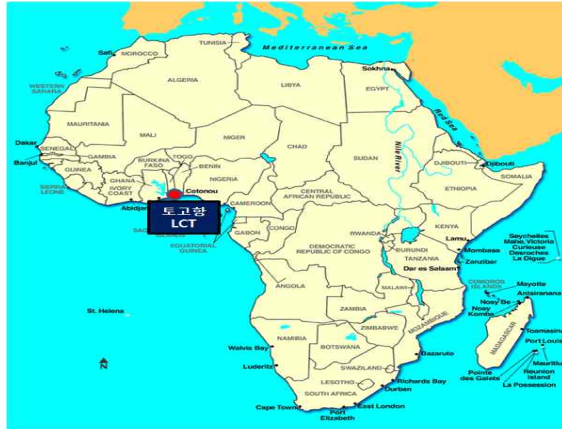 Mediterranean Sea
TUNISIA
Safi
MOROCCO
Sokhna
ALGERIA
LIBYA
EGYPT
WESTERN
SAHARA
Red Sea
MAURITANIA
MALI
NIGER
Nile River
Dakar
SENEGAL
CHAD
SUDAN
Banjul
GAMBIA
BURKINA
FASO
TOGO
BENIN
DJIBOUTI
Djibouti
GUINEA
GHANA
NIGERIA
SOMALIA
SIERRA
LEONE
IVORY
COAST
Cotonou
ETHIOPIA
Abidjan
CAMEROON
CENTRAL
AFRICAN REPUBLIC
토고항
LCT
EQUATORIAL
GUINEA
GABON
CONGO
DEMOCRATIC
REPUBLIC OF CONGO
RWANDA
BURUNDI
KENYA
Lamu
Mombasa
Zanzibar
TANZANIA
Dar es Salaam
Seychelles
Mahe, Victoria
Curieuse
Desroches
La Digue
COMOROS
ISLANDS
Mayotte
Antsiranana
Nosy Be
Nosy
Komba
ANGOLA
MALAWI
ZAMBIA
MOZAMBIQUE
St. Helena
ZIMBABWE
MADAGASCAR
Toamasina
Port Louis
Mauritiu
Reunion
Island
La Possession
Pointe
des Galets
NAMIBIA
Walvis Bay
BOTSWANA
Bazaruto
Luderitz
SWAZILAND
Richards Bay
LESOTHO
Durban
SOUTH AFRICA
Cape Town
East London
Port
Elizabeth
N